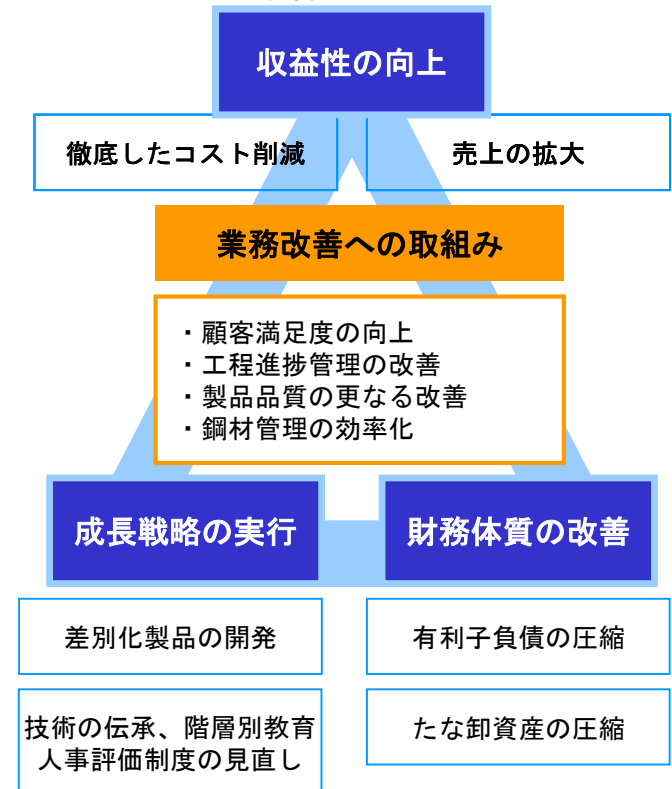 収益性の向上
徹底したコスト削減
売上の拡大
業務改善への取組み
・顧客満足度の向上
・工程進捗管理の改善
・製品品質の更なる改善
・鋼材管理の効率化
成長戦略の実行
財務体質の改善
差別化製品の開発
有利子負債の圧縮
技術の伝承、階層別教育
人事評価制度の見直し
たな卸資産の圧縮